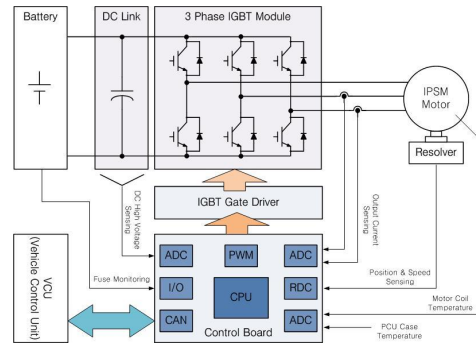 Battery
DC Link
3 Phase IGBT Module
IPSM
Motor
Resolver
IGBT Gate Driver
DC High Voltage
Sensing
Output Current
Sensing
VCU
(Vehicle Control Unit)
Fuse Monitoring
ADC
PWM
ADC
I/O
CPU
RDC
CAN
ADC
Control Board
Position & Speed
Sensing
Motor Coil
Temperature
PCU Case
Temperature